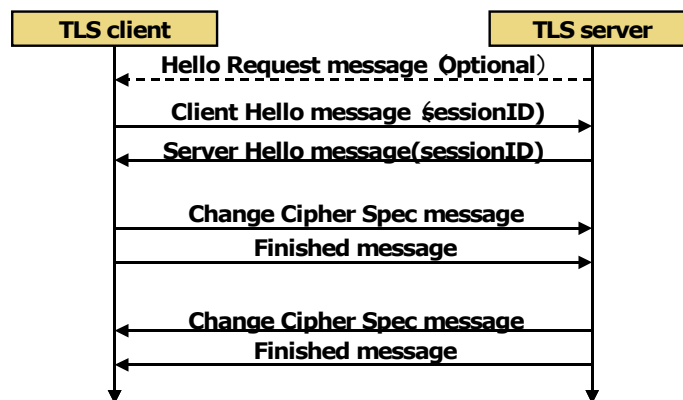 TLS client
TLS server
Hello Request message (Optional）
Client Hello message (sessionID)
Server Hello message(sessionID)
Change Cipher Spec message
Finished message
Change Cipher Spec message
Finished message